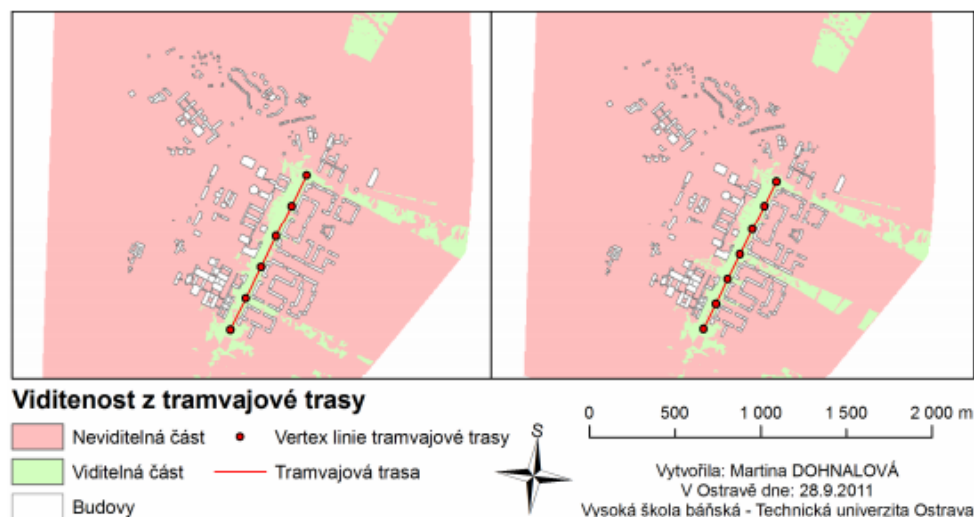 Viditenost z tramvajové trasy
Neviditelná část
Vertex linie tramvajové trasy
Viditelná část
Tramvajová trasa
Budovy
S
0 500 1 000 1 500 2 000 m
Vytvořila: Martina DOHNALOVÁ
V Ostravě dne: 28.9.2011
Vysoká škola báňská - Technická univerzita Ostrava